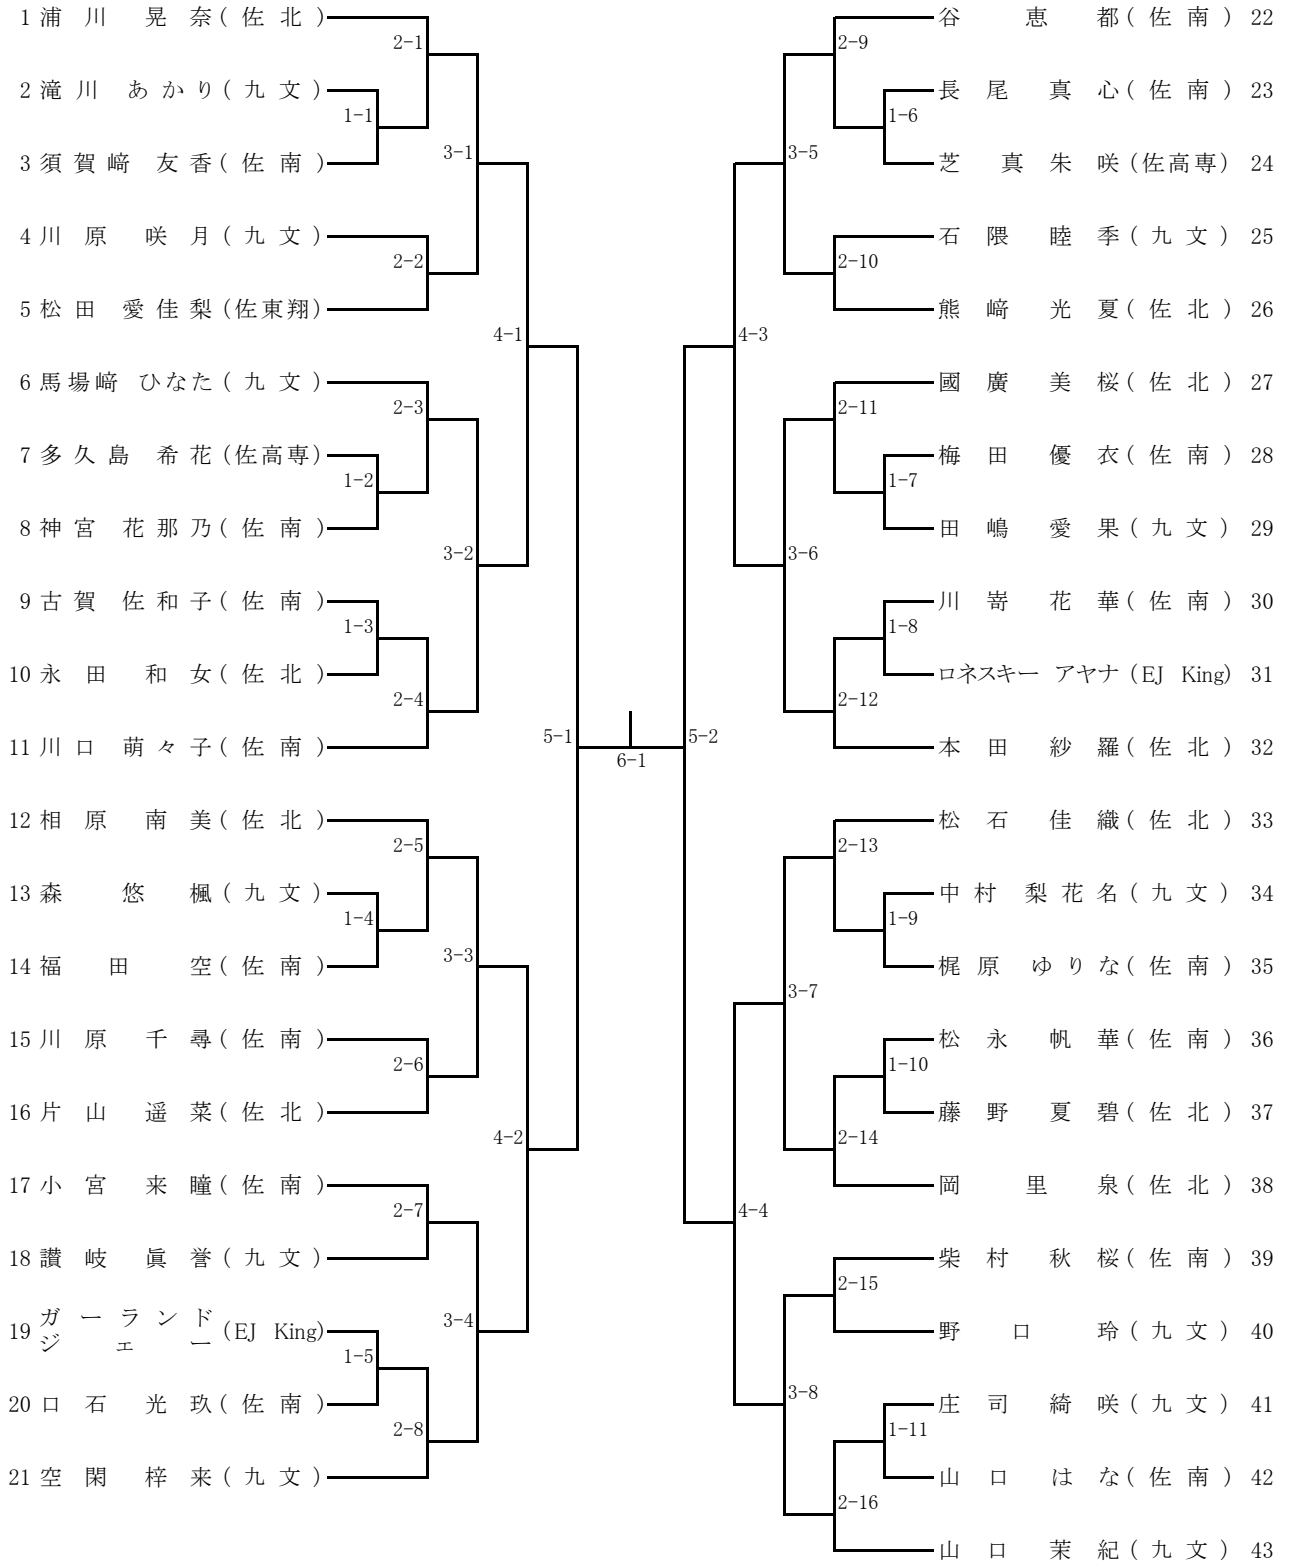 1 浦川 晃奈(佐北)
2-1
2 滝川 あかり(九文)
1-1
3 須賀﨑 友香(佐南)
3-1
4 川原 咲月(九文)
2-2
5 松田 愛佳梨(佐東翔)
4-1
6 馬場﨑 ひなた(九文)
2-3
7 多久島 希花(佐高専)
1-2
8 神宮 花那乃(佐南)
3-2
9 古賀 佐和子(佐南)
1-3
10 永田 和女(佐北)
2-4
11 川口 萌々子(佐南)
5-1
12 相原 南美(佐北)
2-5
13 森 悠楓(九文)
1-4
14 福田 空(佐南)
3-3
15 川原 千尋(佐南)
2-6
16 片山 遥菜(佐北)
4-2
17 小宮 来瞳(佐南)
2-7
18 讃岐 眞誉(九文)
19 ガーランド ジェー (EJ King)
3-4
1-5
20 口石 光玖(佐南)
2-8
21 空閑 梓来(九文)
6-1
谷 恵都(佐南) 22
2-9
長尾 真心(佐南) 23
1-6
芝 真朱咲(佐高専) 24
3-5
石隈 睦季(九文) 25
2-10
熊﨑 光夏(佐北) 26
4-3
國廣 美桜(佐北) 27
2-11
梅田 優衣(佐南) 28
1-7
田嶋 愛果(九文) 29
3-6
川嵜 花華(佐南) 30
1-8
ロネスキー アヤナ(EJ King) 31
2-12
本田 紗羅(佐北) 32
5-2
松石 佳織(佐北) 33
2-13
中村 梨花名(九文) 34
1-9
梶原 ゆりな(佐南) 35
3-7
松永 帆華(佐南) 36
1-10
藤野 夏碧(佐北) 37
2-14
岡 里泉(佐北) 38
4-4
柴村 秋桜(佐南) 39
2-15
野口 玲(九文) 40
3-8
庄司 綺咲(九文) 41
1-11
山口 はな(佐南) 42
2-16
山口 茉紀(九文) 43